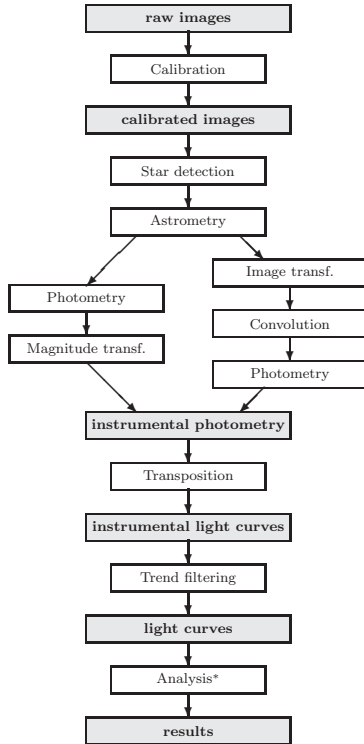 raw images
Calibration
calibrated images
Star detection
Astrometry
Photometry
Magnitude transf.
Image transf.
Convolution
Photometry
instrumental photometry
Transposition
instrumental light curves
Trend filtering
light curves
Analysis*
results